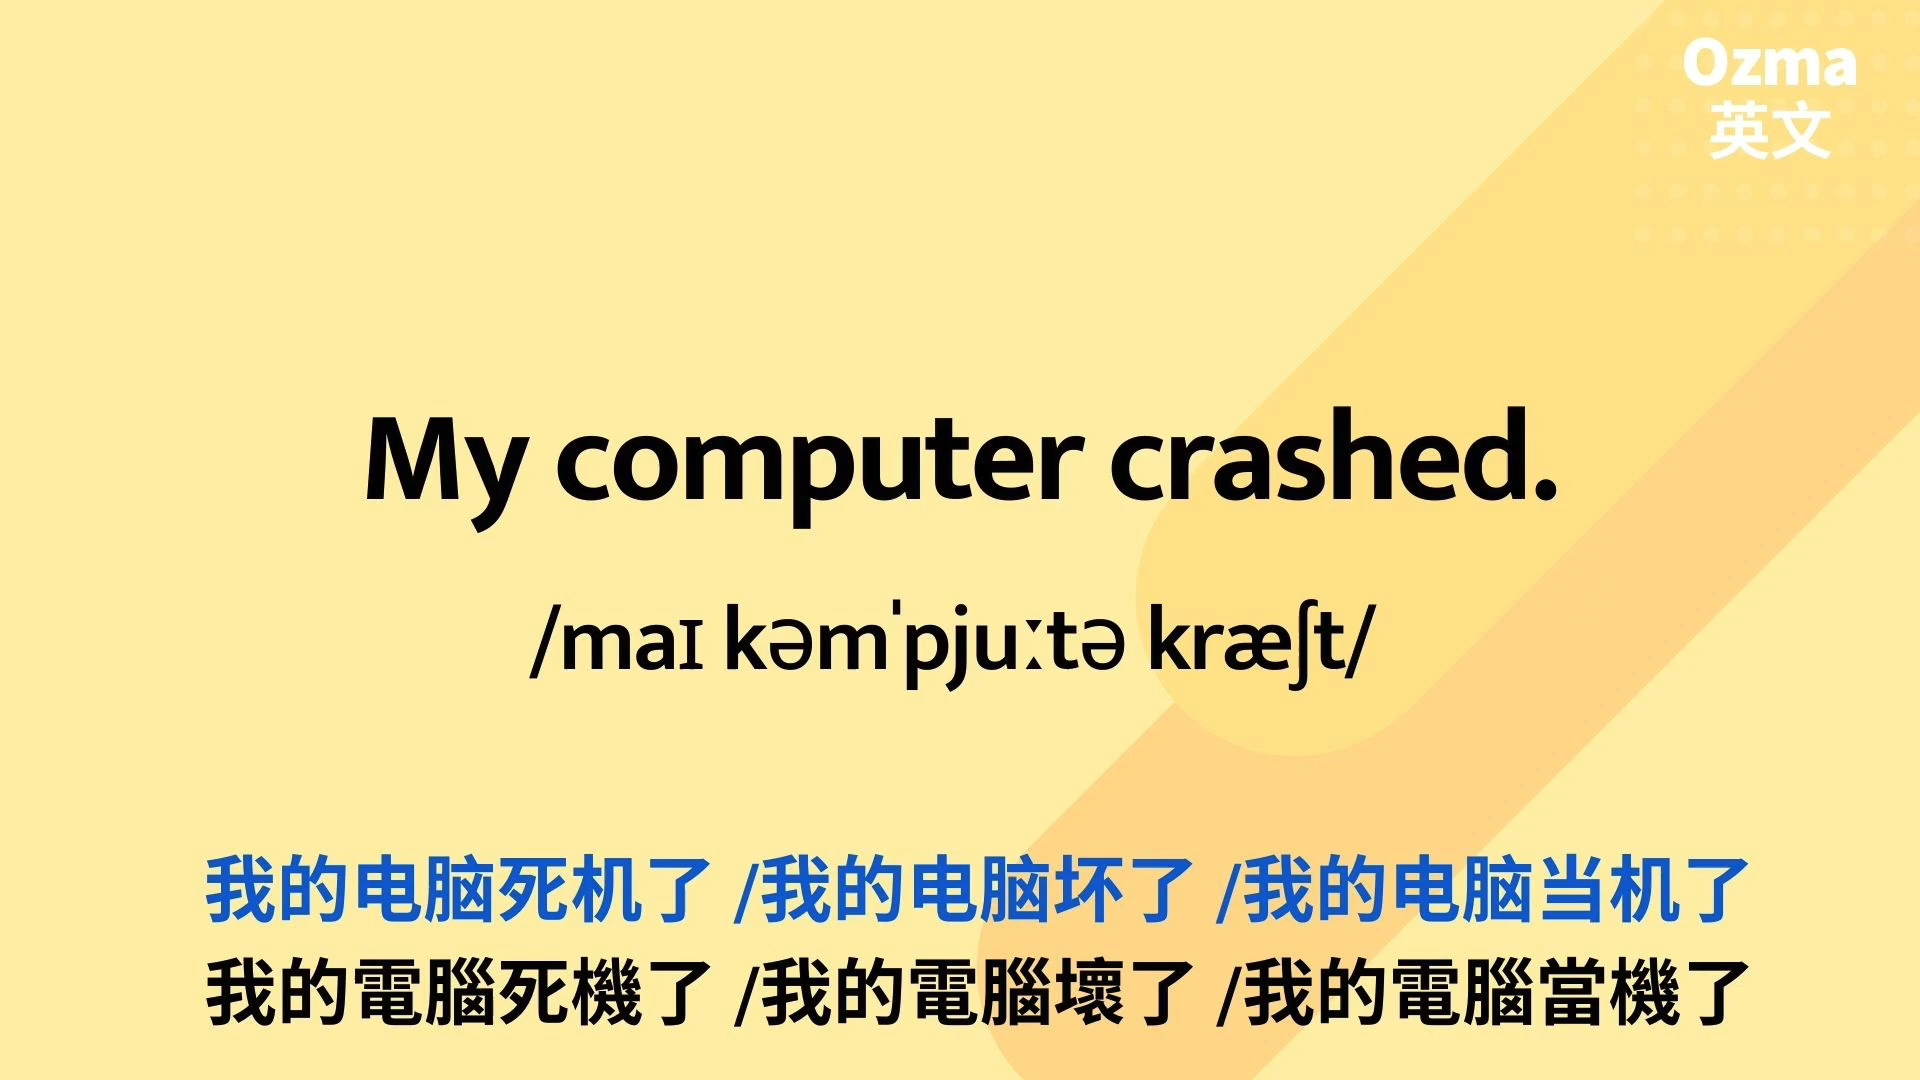 Ozma
英文
My computer crashed.
/maɪ kəmˈpjuːtə kræʃt/
我的电脑死机了 /我的电脑坏了 /我的电脑当机了
我的電腦死機了 /我的電腦壞了 /我的電腦當機了